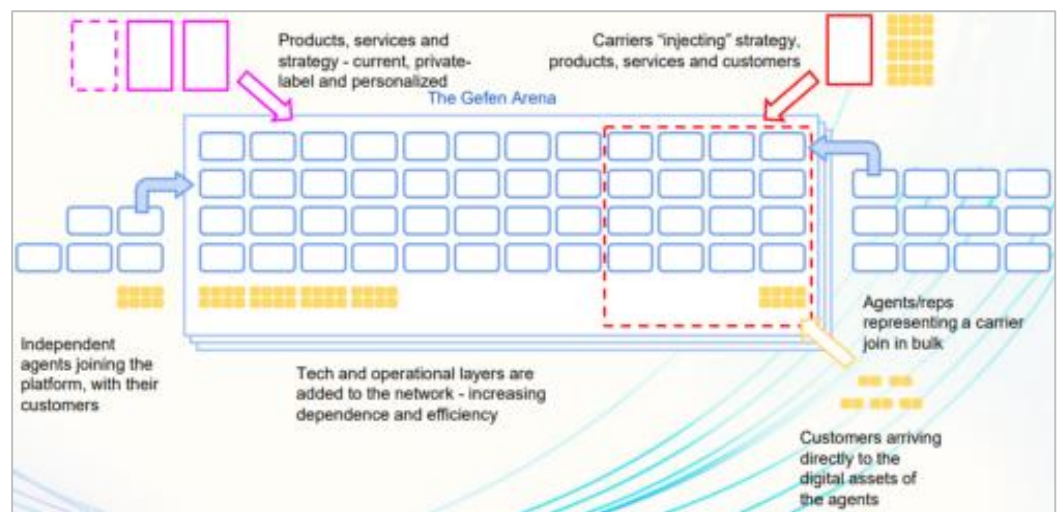 Products, services and
strategy - current, private-
label and personalized
Carriers "injecting" strategy,
products, services and customers
The Gefen Arena
Independent
agents joining the
platform, with their
customers
Tech and operational layers are
added to the network - increasing
dependence and efficiency
Agents/reps
representing a carrier
join in bulk
Customers arriving
directly to the
digital assets of
the agents